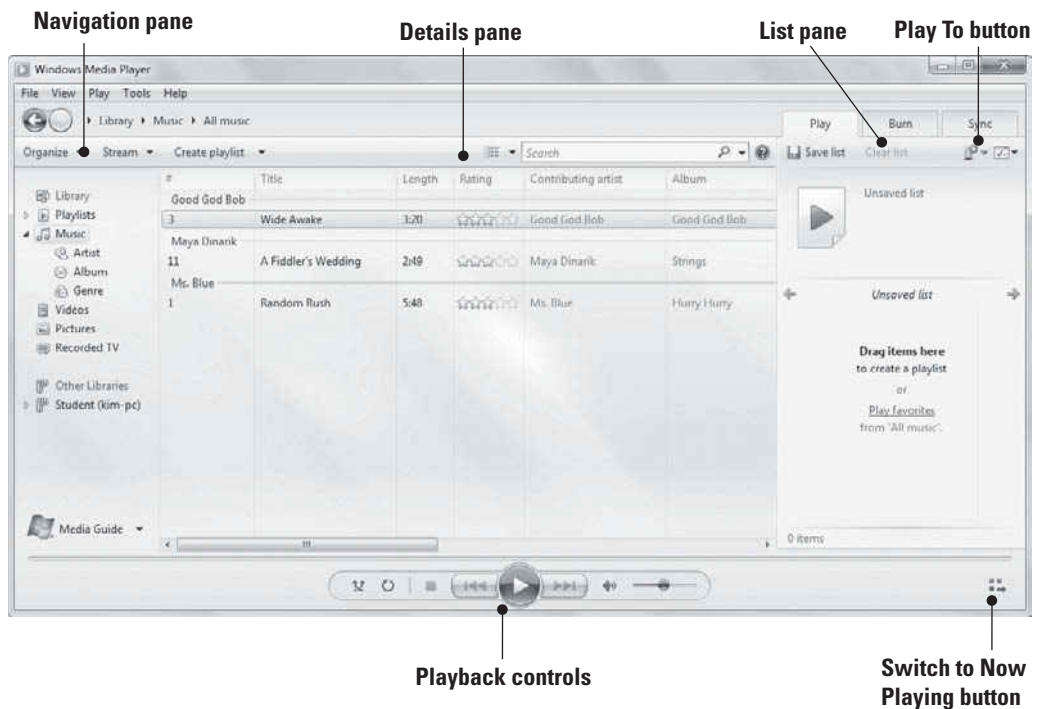 Navigation pane
Details pane
List pane
Play To button
Windows Media Player
File View Play Tools Help
Library Music All music
Play Burn Sync
Organize Stream Create playlist
Search
Save list Clear list
# Title Length Rating Contributing artist Album
Good God Bob
3 Wide Awake 3:20 Good God Bob Good God Bob
Maya Dinarik
11 A Fiddler's Wedding 2:49 Maya Dinarik Strings
Ms. Blue
1 Random Rush 5:48 Ms. Blue Hurry Hurry
Library
Playlists
Music
Artist
Album
Genre
Videos
Pictures
Recorded TV
Other Libraries
Student (kim-pc)
Media Guide
Unsaved list
Unsaved list
Drag items here
to create a playlist
or
Play favorites
from 'All music'.
0 items
Playback controls
Switch to Now
Playing button